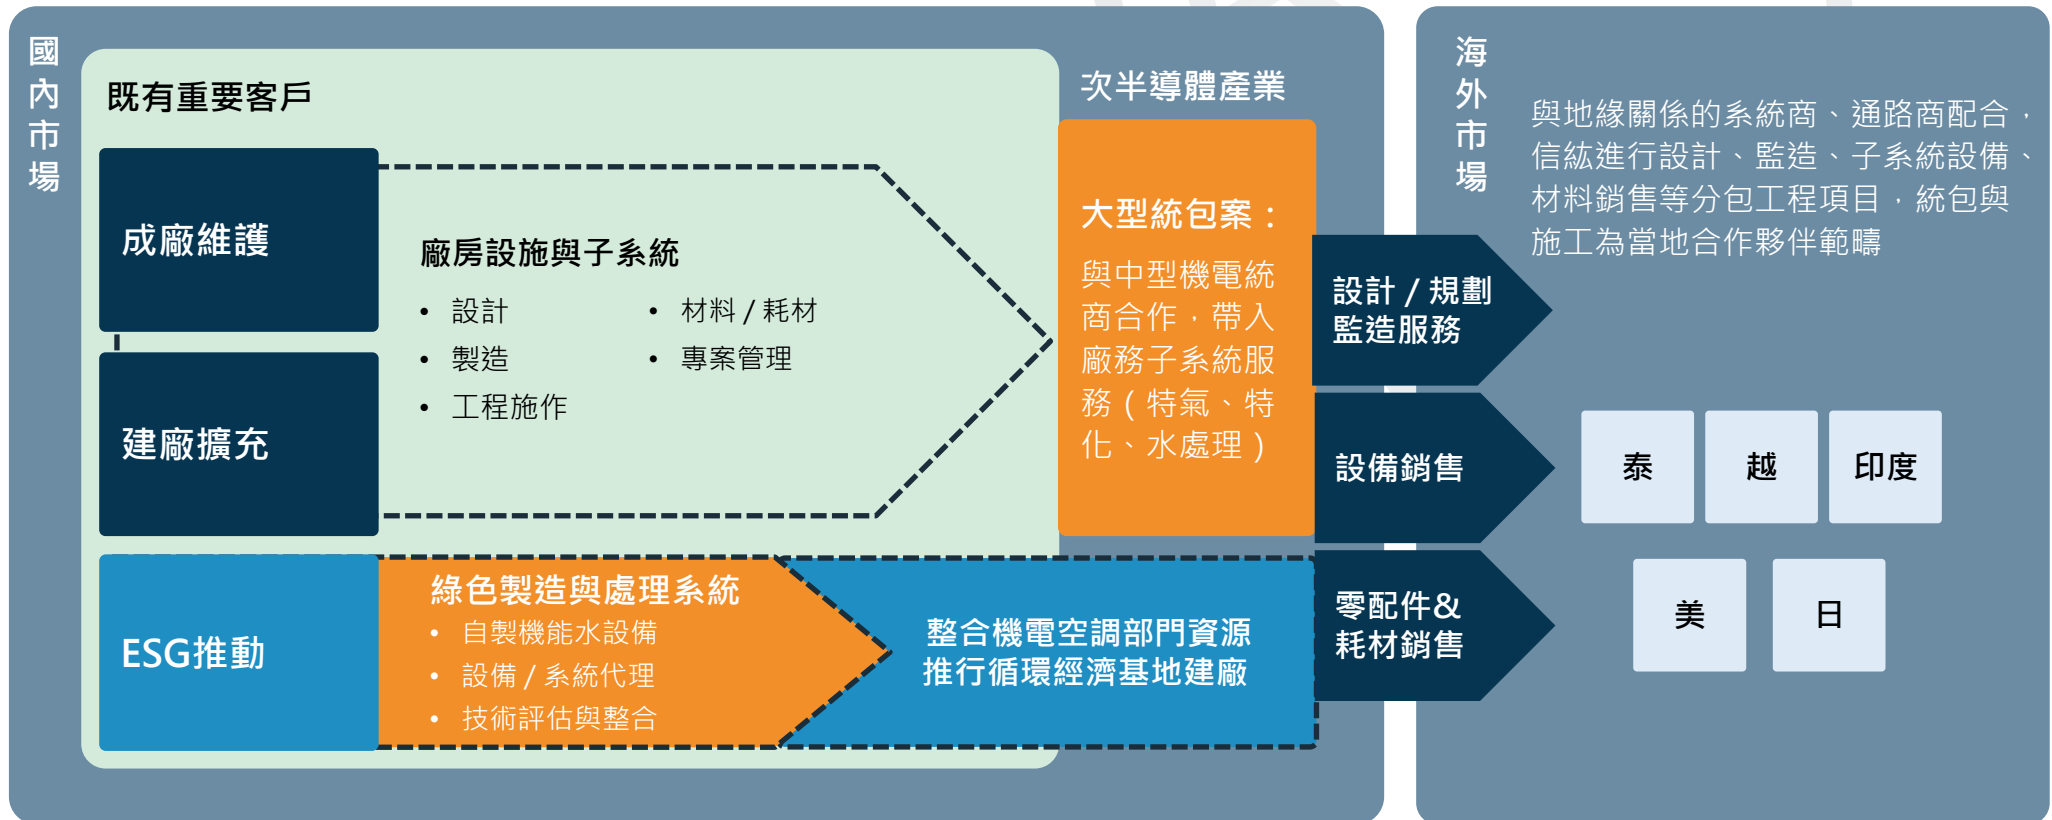 國內市場
既有重要客戶
成廠維護
建廠擴充
ESG推動
廠房設施與子系統
• 設計
• 製造
• 工程施作
• 材料 / 耗材
• 專案管理
綠色製造與處理系統
• 自製機能水設備
• 設備 / 系統代理
• 技術評估與整合
整合機電空調部門資源
推行循環經濟基地建廠
次半導體產業
大型統包案：
與中型機電統
商合作，帶入
廠務子系統服
務（特氣、特
化、水處理）
設計 / 規劃
監造服務
設備銷售
零配件&
耗材銷售
海外市場
與地緣關係的系統商、通路商配合，
信紘進行設計、監造、子系統設備、
材料銷售等分包工程項目，統包與
施工為當地合作夥伴範疇
泰
越
印度
美
日